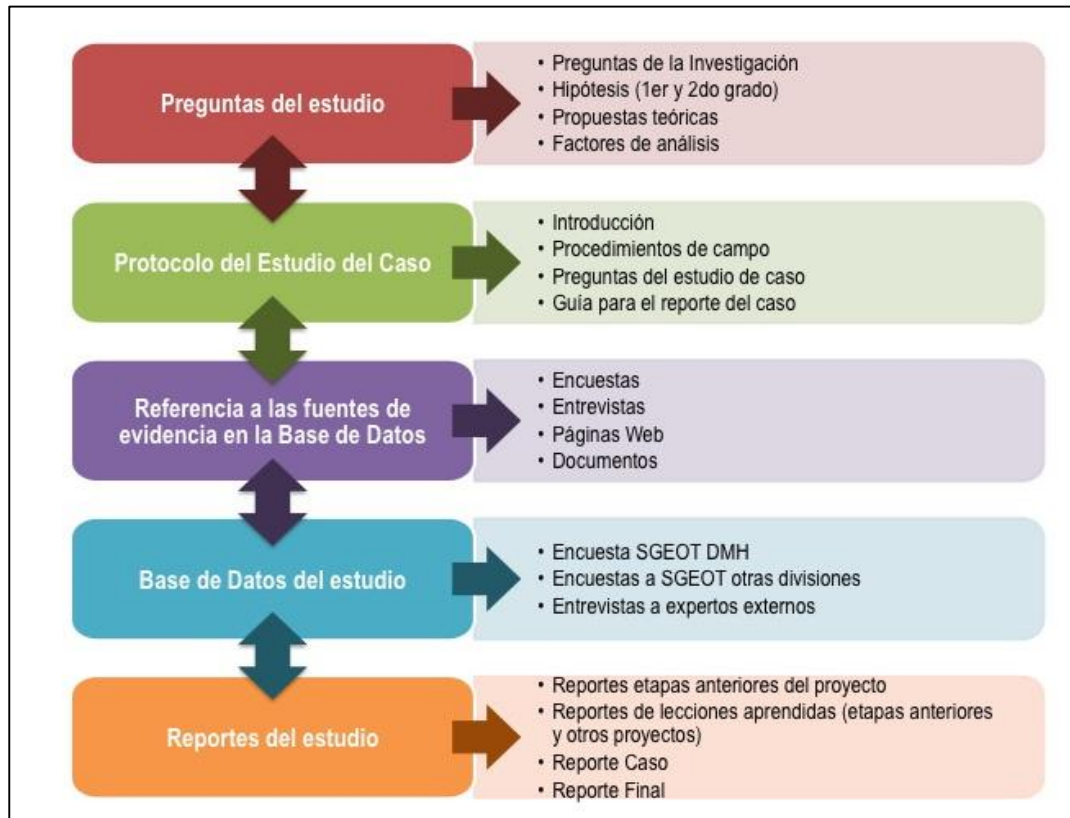 Preguntas del estudio
• Preguntas de la Investigación
• Hipótesis (1er y 2do grado)
• Propuestas teóricas
• Factores de análisis
Protocolo del Estudio del Caso
• Introducción
• Procedimientos de campo
• Preguntas del estudio de caso
• Guía para el reporte del caso
Referencia a las fuentes de
evidencia en la Base de Datos
• Encuestas
• Entrevistas
• Páginas Web
• Documentos
Base de Datos del estudio
• Encuesta SGEOT DMH
• Encuestas a SGEOT otras divisiones
• Entrevistas a expertos externos
Reportes del estudio
• Reportes etapas anteriores del proyecto
• Reportes de lecciones aprendidas (etapas anteriores
y otros proyectos)
• Reporte Caso
• Reporte Final